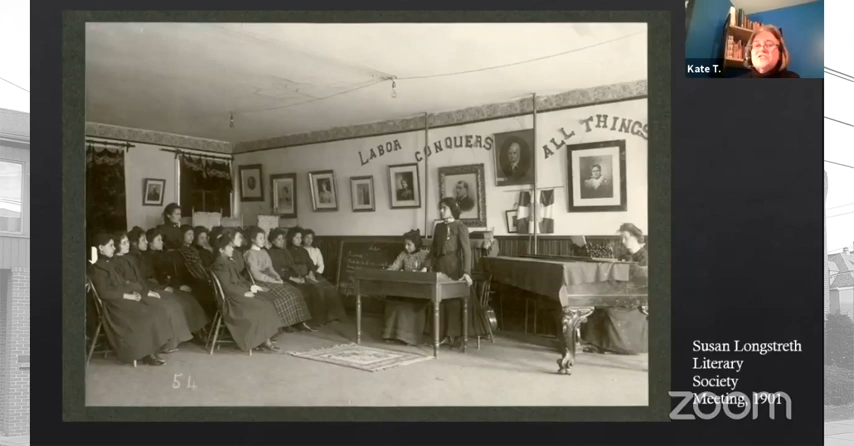 Kate T.
LABOR CONQUERS ALL THINGS
54
Susan Longstreth
Literary
Society
Meeting, 1901
zoom